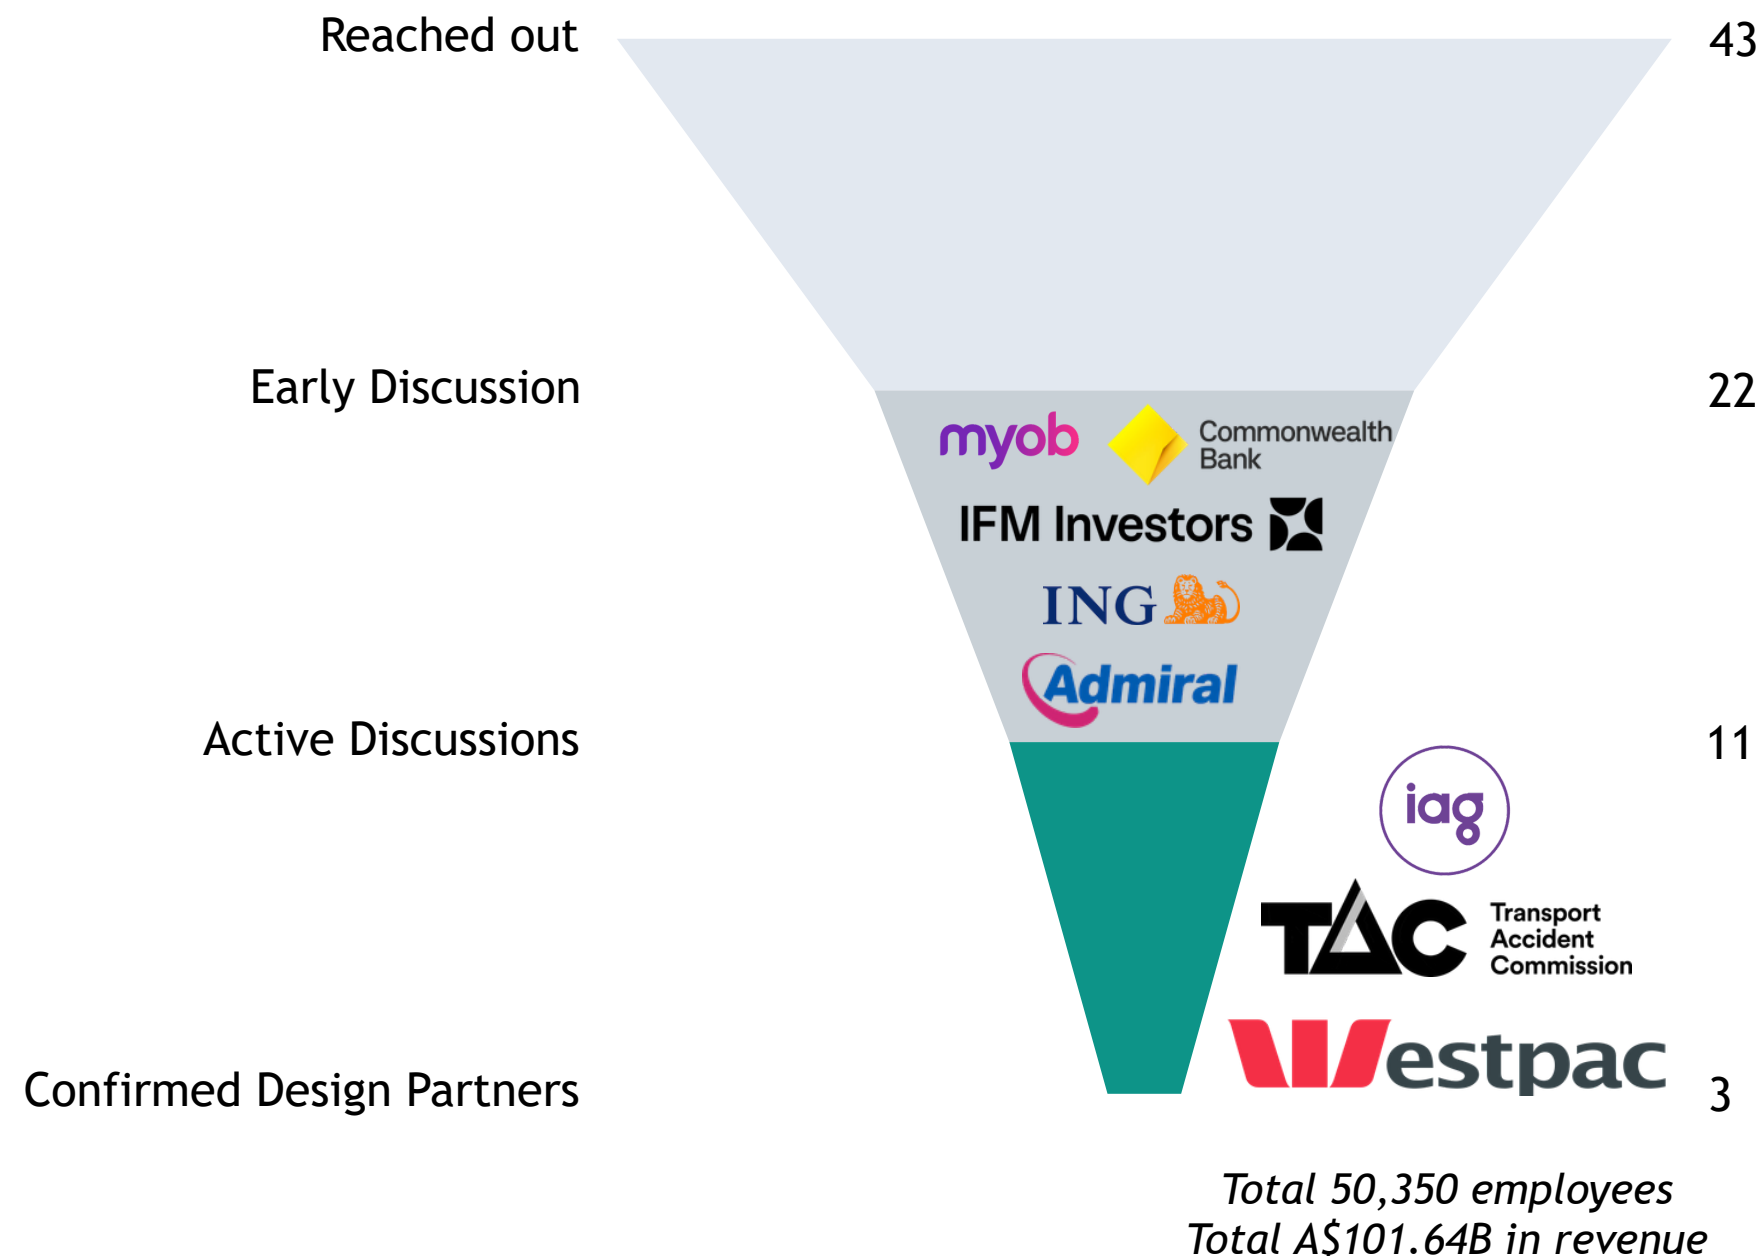 Reached out
43
Early Discussion
22
myob
Commonwealth
Bank
IFM Investors
ING
Admiral
Active Discussions
11
iag
TAC
Transport
Accident
Commission
Westpac
Confirmed Design Partners
3
Total 50,350 employees
Total A$101.64B in revenue